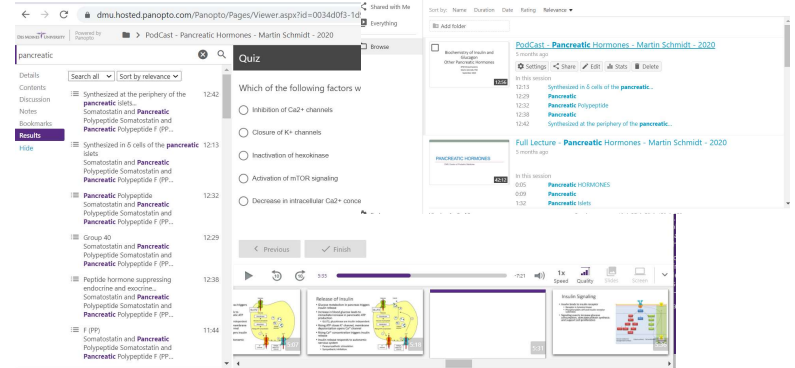 dmu.hosted.panopto.com/Panopto/Pages/Viewer.aspx?id=0034d0f3-1d
DES MOINES UNIVERSITY
Powered by
Panopto
PodCast - Pancreatic Hormones - Martin Schmidt - 2020
pancreatic
Details
Contents
Discussion
Notes
Bookmarks
Results
Hide
Search all
Sort by relevance
Synthesized at the periphery of the 12:42
pancreatic islets...
Somatostatin and Pancreatic
Polypeptide Somatostatin and
Pancreatic Polypeptide F (PP...
Synthesized in δ cells of the pancreatic 12:13
islets
Somatostatin and Pancreatic
Polypeptide Somatostatin and
Pancreatic Polypeptide F (PP...
Pancreatic Polypeptide 12:32
Somatostatin and Pancreatic
Polypeptide Somatostatin and
Pancreatic Polypeptide F (PP...
Group 40 12:29
Somatostatin and Pancreatic
Polypeptide Somatostatin and
Pancreatic Polypeptide F (PP...
Peptide hormone suppressing 12:38
endocrine and exocrine...
Somatostatin and Pancreatic
Polypeptide Somatostatin and
Pancreatic Polypeptide F (PP...
F (PP) 11:44
Somatostatin and Pancreatic
Polypeptide Somatostatin and
Pancreatic Polypeptide F (PP...
Quiz
Which of the following factors w
Inhibition of Ca2+ channels
Closure of K+ channels
Inactivation of hexokinase
Activation of mTOR signaling
Decrease in intracellular Ca2+ conce
Previous
Finish
5:33
-7:21
1x
Speed
Quality
Screen
Release of Insulin
5:07
5:10
5:31
Insulin Signaling
Shared with Me
Everything
Browse
Sort by: Name Duration Date Rating Relevance
Add folder
Biochemistry of Insulin and
Glucagon
Other Pancreatic Hormones
12:56
PodCast - Pancreatic Hormones - Martin Schmidt - 2020
5 months ago
Settings Share Edit Stats Delete
In this session
12:13 Synthesized in δ cells of the pancreatic...
12:29 Pancreatic
12:32 Pancreatic Polypeptide
12:38 Pancreatic
12:42 Synthesized at the periphery of the pancreatic...
PANCREATIC HORMONES
42:12
Full Lecture - Pancreatic Hormones - Martin Schmidt - 2020
5 months ago
In this session
0:05 Pancreatic HORMONES
0:09 Pancreatic
1:32 Pancreatic Islets